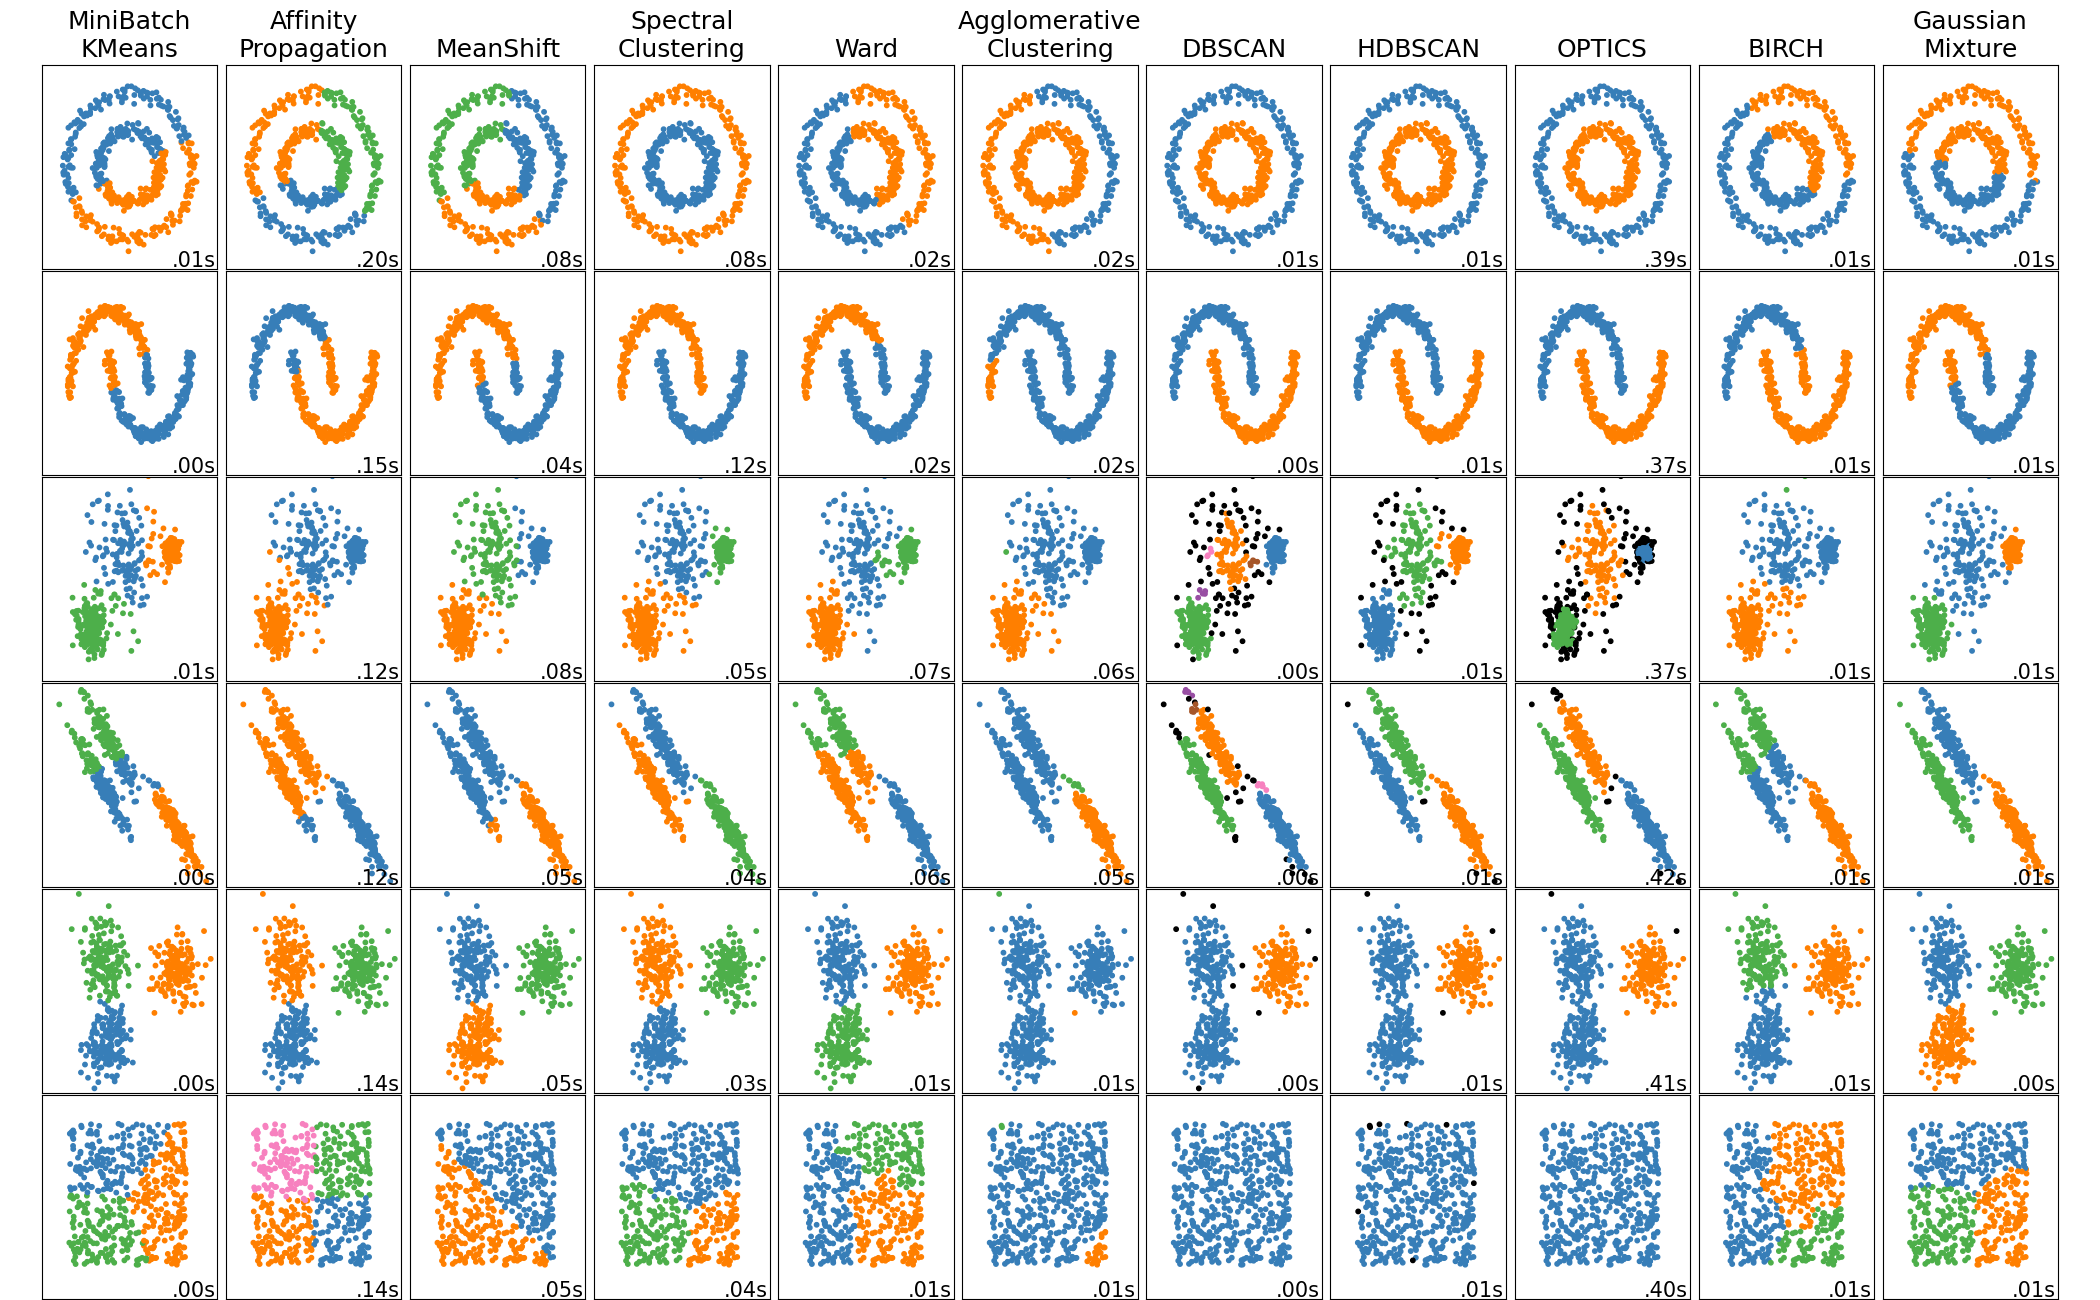 MiniBatch
KMeans
Affinity
Propagation
MeanShift
Spectral
Clustering
Ward
Agglomerative
Clustering
DBSCAN
HDBSCAN
OPTICS
BIRCH
Gaussian
Mixture
.01s
.20s
.08s
.08s
.02s
.02s
.01s
.01s
.39s
.01s
.01s
.00s
.15s
.04s
.12s
.02s
.02s
.00s
.01s
.37s
.01s
.01s
.01s
.12s
.08s
.05s
.07s
.06s
.00s
.01s
.37s
.01s
.01s
.00s
.12s
.05s
.04s
.06s
.05s
.00s
.01s
.42s
.01s
.01s
.00s
.14s
.05s
.03s
.01s
.01s
.00s
.01s
.41s
.01s
.00s
.00s
.14s
.05s
.04s
.01s
.01s
.00s
.01s
.40s
.01s
.01s